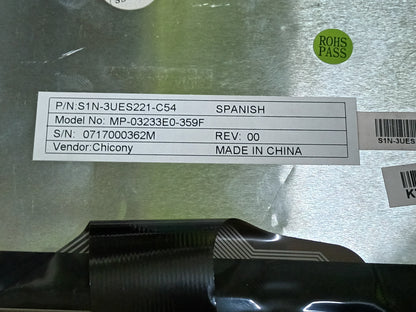 ROHS
PASS
P/N:S1N-3UES221-C54 SPANISH
Model No: MP-03233E0-359F
S/N: 0717000362M REV: 00
Vendor:Chicony MADE IN CHINA
S1N-3UES